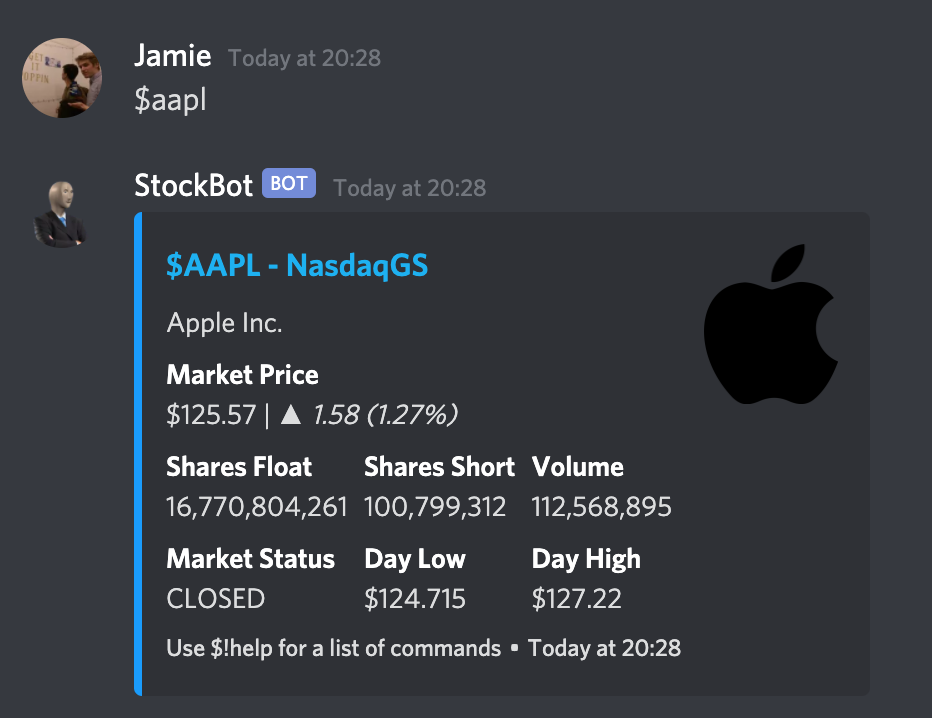 Jamie Today at 20:28
$aapl
StockBot BOT Today at 20:28
$AAPL - NasdaqGS
Apple Inc.
Market Price
$125.57 | ▲ 1.58 (1.27%)
Shares Float Shares Short Volume
16,770,804,261 100,799,312 112,568,895
Market Status Day Low Day High
CLOSED $124.715 $127.22
Use $!help for a list of commands • Today at 20:28